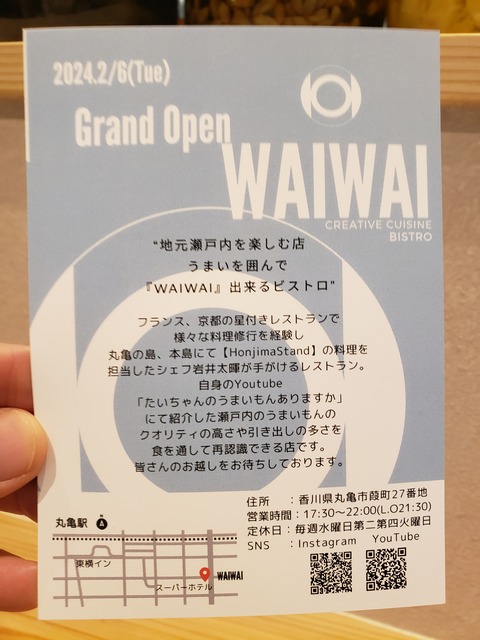 2024.2/6(Tue)
Grand Open
WAIWAI
CREATIVE CUISINE
BISTRO
“地元瀬戸内を楽しむ店
うまいを囲んで
『WAIWAI』出来るビストロ”
フランス、京都の星付きレストランで
様々な料理修行を経験し
丸亀の島、本島にて【HonjimaStand】の料理を
担当したシェフ岩井太暉が手がけるレストラン。
自身のYoutube
「たいちゃんのうまいもんありますか」
にて紹介した瀬戸内のうまいもんの
クオリティの高さや引き出しの多さを
食を通して再認識できる店です。
皆さんのお越しをお待ちしております。
住所　：香川県丸亀市葭町27番地
営業時間：17:30〜22:00(L.O21:30)
定休日：毎週水曜日第二第四火曜日
SNS　：Instagram　YouTube
丸亀駅
東横イン
WAIWAI
スーパーホテル